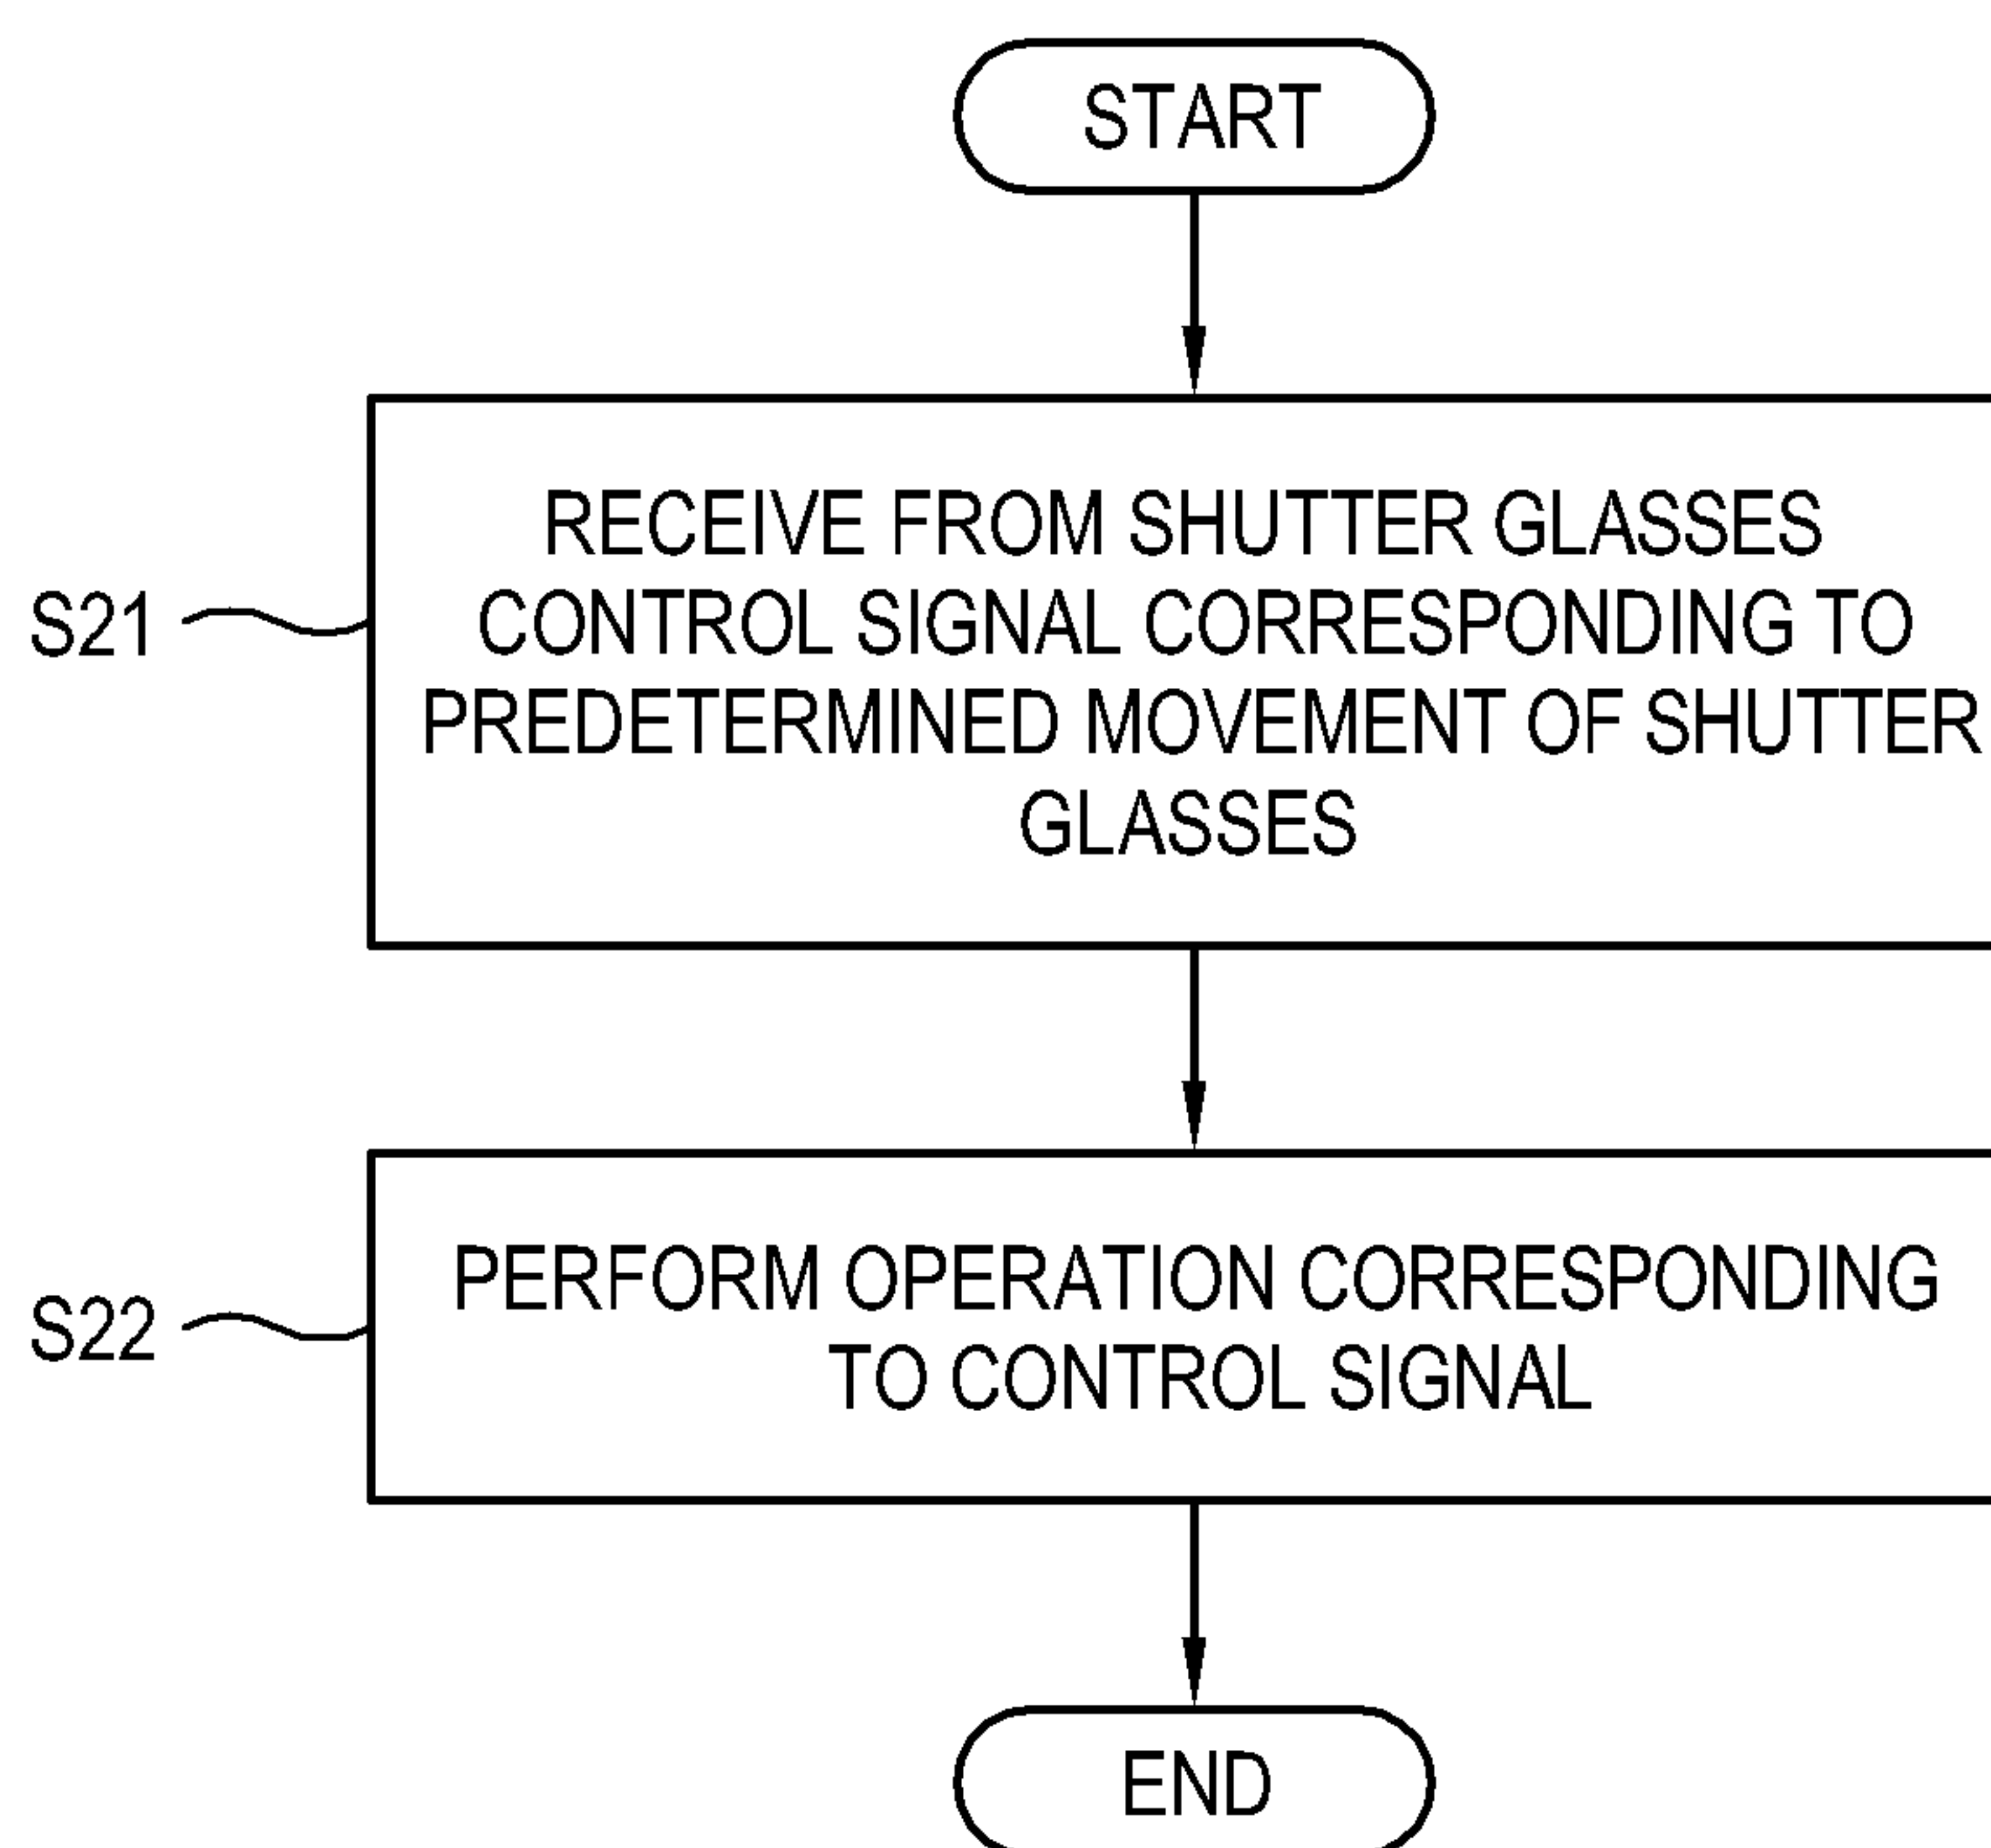 START
RECEIVE FROM SHUTTER GLASSES
CONTROL SIGNAL CORRESPONDING TO
PREDETERMINED MOVEMENT OF SHUTTER
GLASSES
S21
PERFORM OPERATION CORRESPONDING
TO CONTROL SIGNAL
S22
END